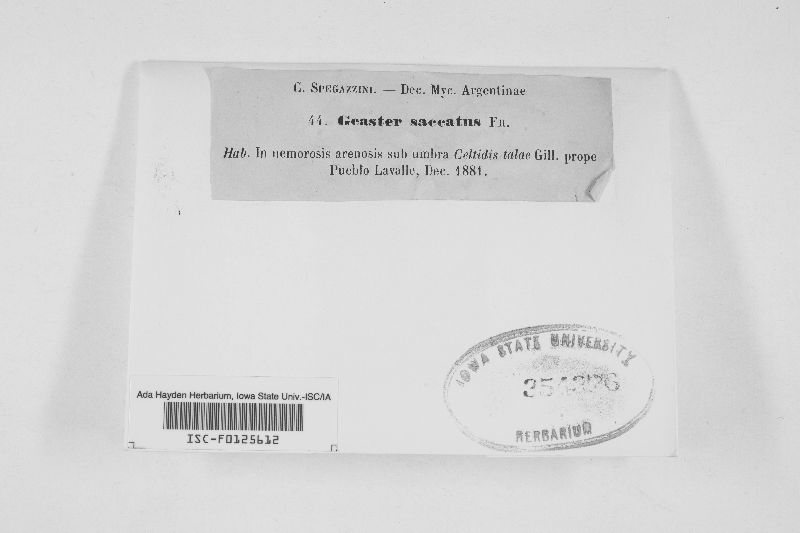 C. Spegazzini. — Dec. Myc. Argentinae
44. Geaster saccatus Fr.
Hab. In nemorosis arenosis sub umbra Celtidis talae Gill. prope
Pueblo Lavalle, Dec. 1881.
IOWA STATE UNIVERSITY
HERBARIUM
Ada Hayden Herbarium, Iowa State Univ.-ISC/IA
ISC-F0125612